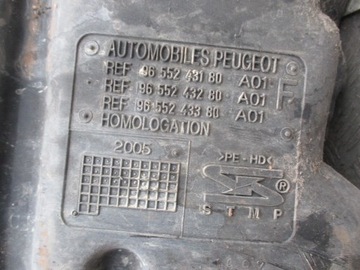 AUTOMOBILES PEUGEOT
REF 96 552 431 80 A01
REF 96 552 432 80 A01 F
REF 96 552 433 80 A01
HOMOLOGATION
2005
>PE-HD<
®
STMP